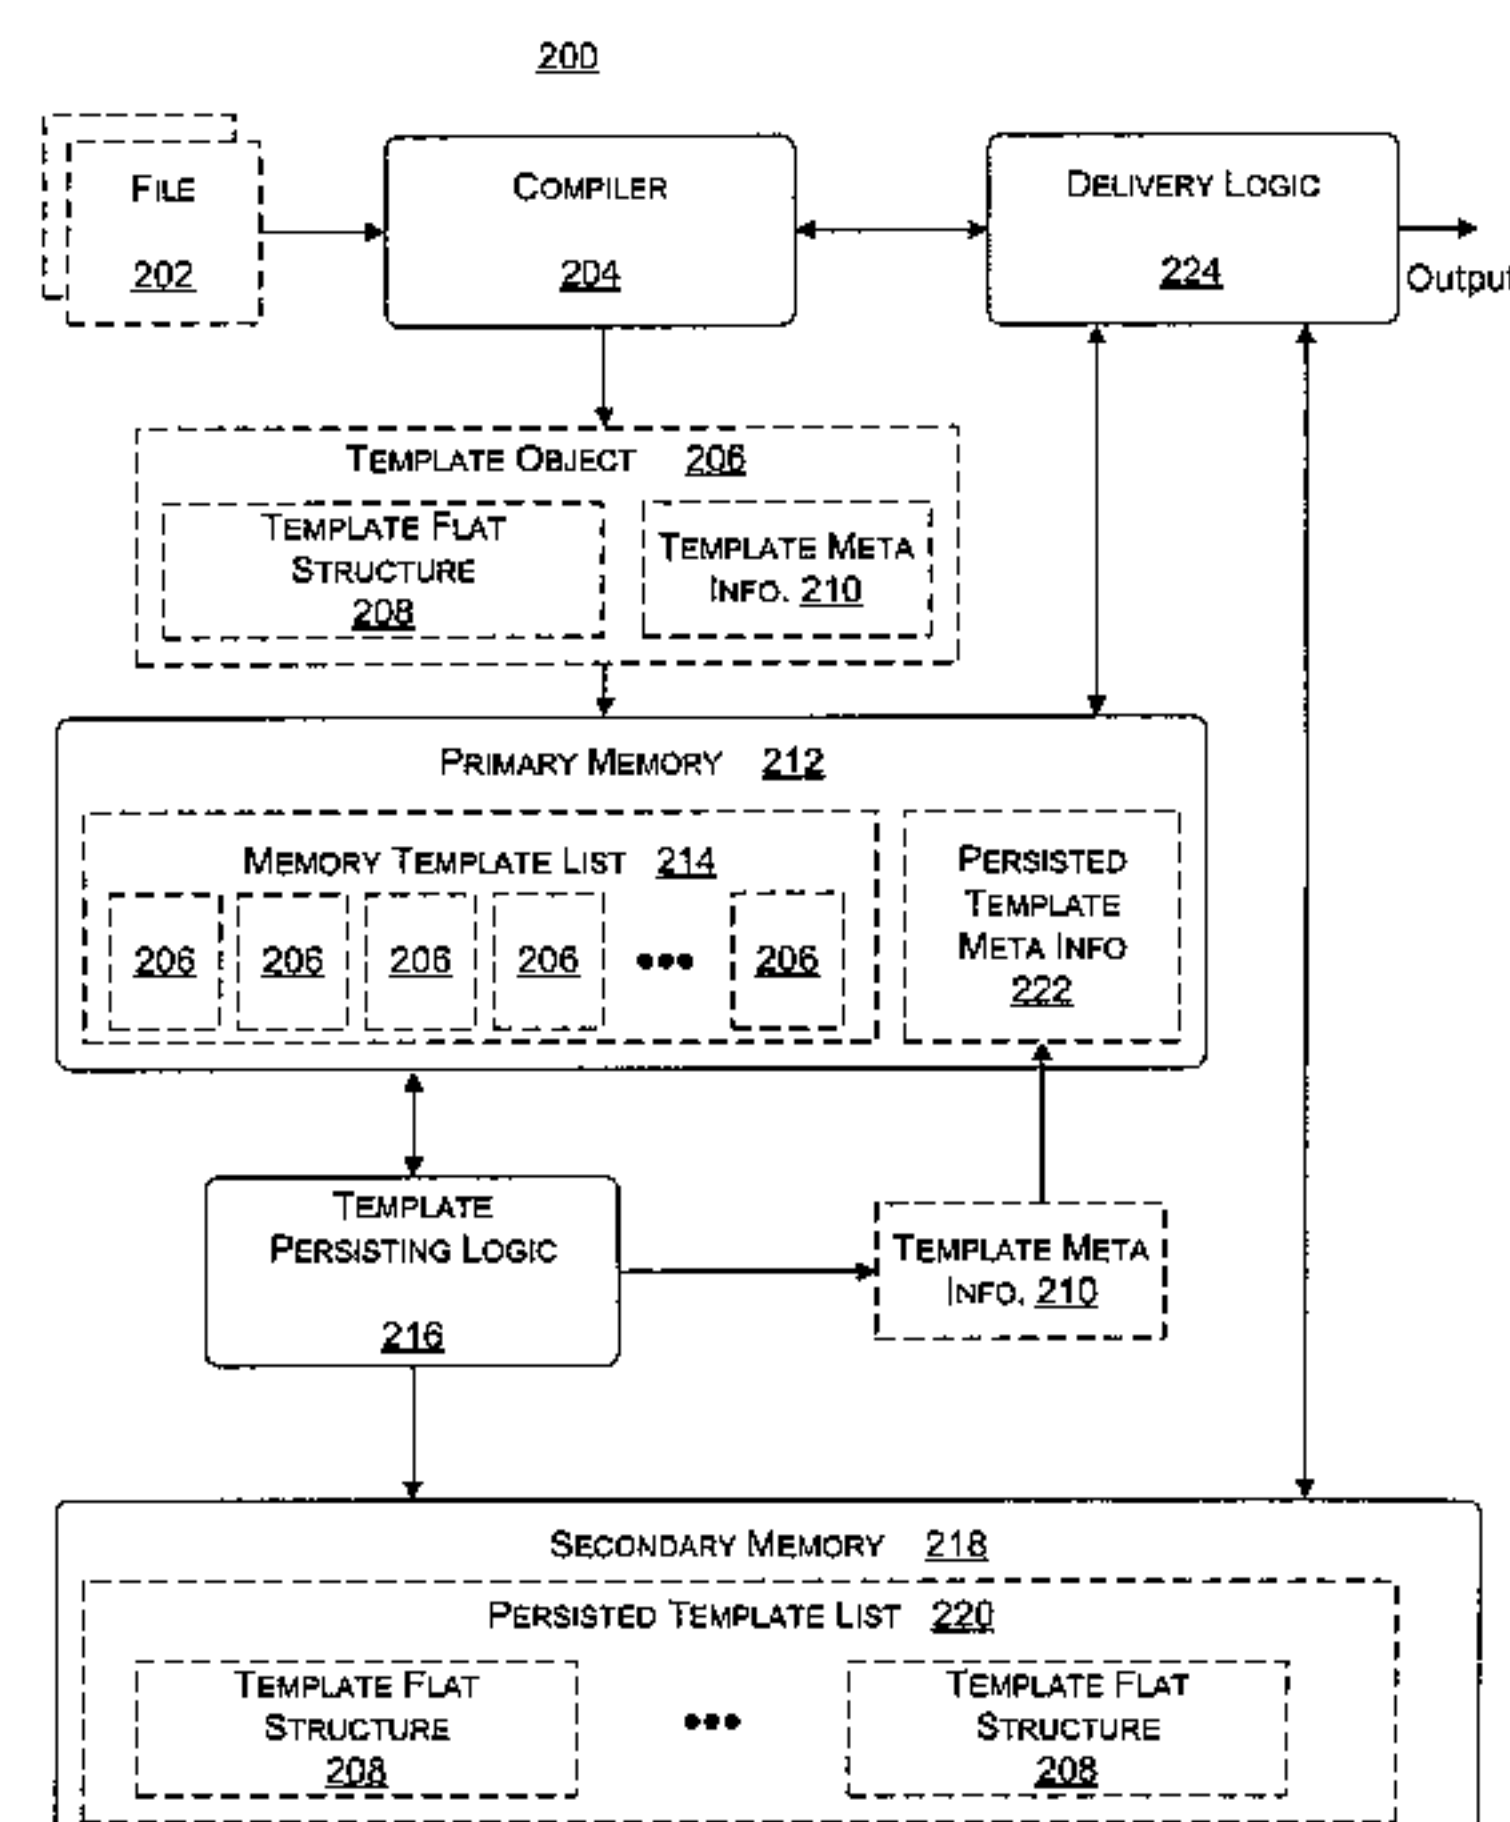 200
FILE
202
COMPILER
204
DELIVERY LOGIC
224
Output
TEMPLATE OBJECT 206
TEMPLATE FLAT
STRUCTURE
208
TEMPLATE META
INFO. 210
PRIMARY MEMORY 212
MEMORY TEMPLATE LIST 214
206 206 206 206 ••• 206
PERSISTED
TEMPLATE
META INFO
222
TEMPLATE
PERSISTING LOGIC
216
TEMPLATE META
INFO. 210
SECONDARY MEMORY 218
PERSISTED TEMPLATE LIST 220
TEMPLATE FLAT
STRUCTURE
208
•••
TEMPLATE FLAT
STRUCTURE
208